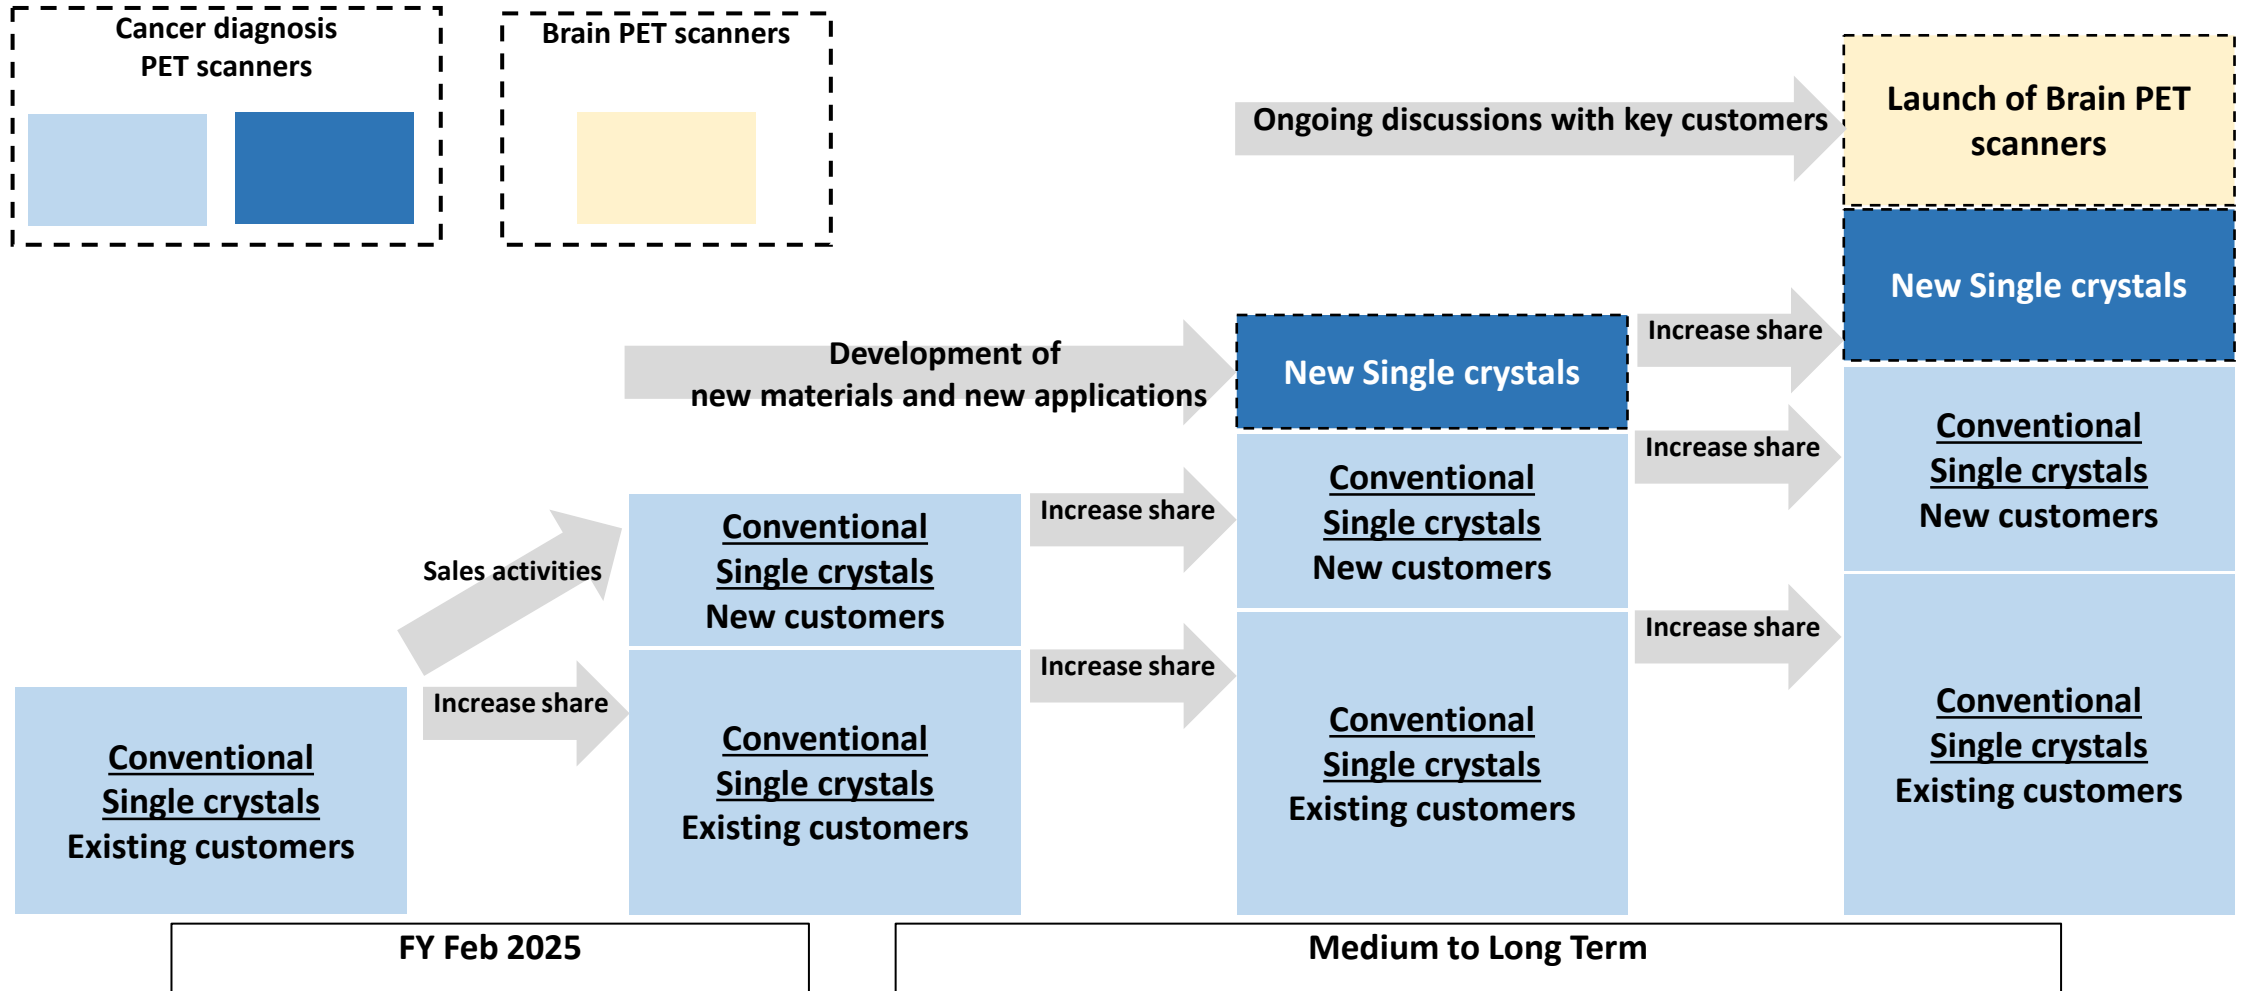 Cancer diagnosis
PET scanners
Brain PET scanners
Ongoing discussions with key customers
Launch of Brain PET
scanners
New Single crystals
Increase share
Development of
new materials and new applications
New Single crystals
Increase share
Conventional
Single crystals
New customers
Conventional
Single crystals
New customers
Increase share
Conventional
Single crystals
New customers
Sales activities
Increase share
Increase share
Increase share
Conventional
Single crystals
Existing customers
Conventional
Single crystals
Existing customers
Conventional
Single crystals
Existing customers
Conventional
Single crystals
Existing customers
FY Feb 2025
Medium to Long Term